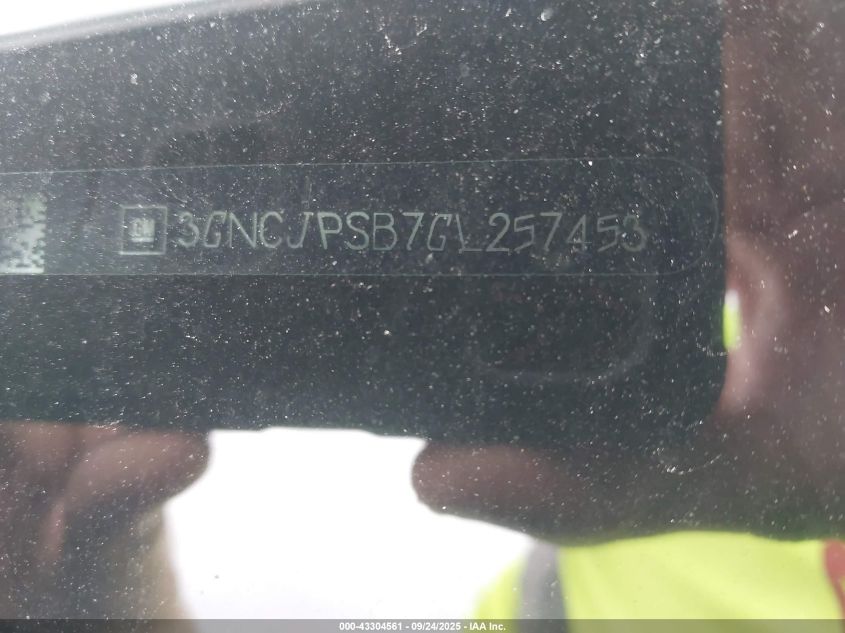 GM 3GNCJPSB7GL257453
000-43304561 - 09/24/2025 - IAA Inc.